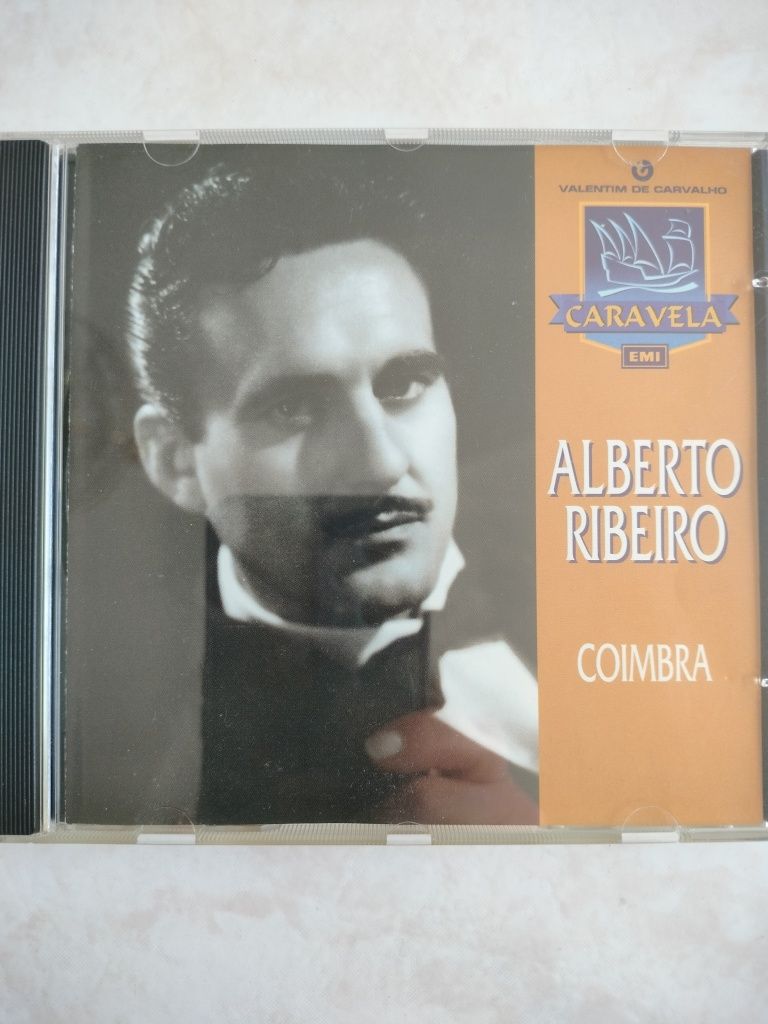 VALENTIM DE CARVALHO
CARAVELA
EMI
ALBERTO
RIBEIRO
COIMBRA